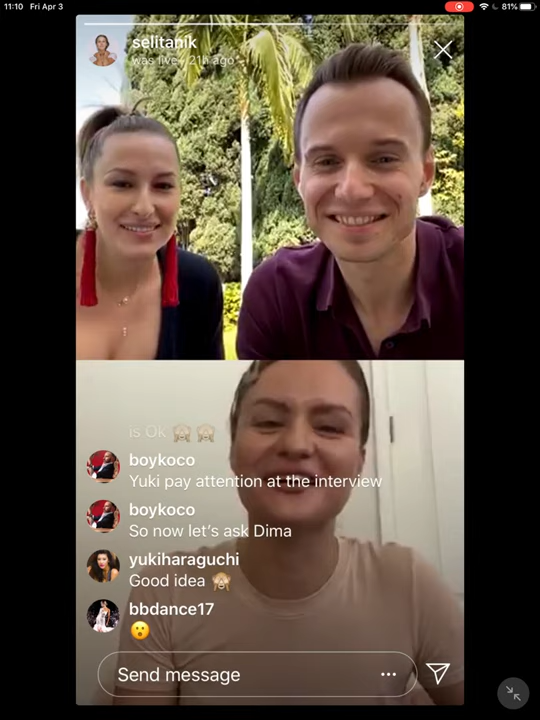 11:10 Fri Apr 3
81%
selitanik
was live · 21h ago
is Ok 🙈 🙈
boykoco
Yuki pay attention at the interview
boykoco
So now let's ask Dima
yukiharaguchi
Good idea 🙈
bbdance17
😮
Send message